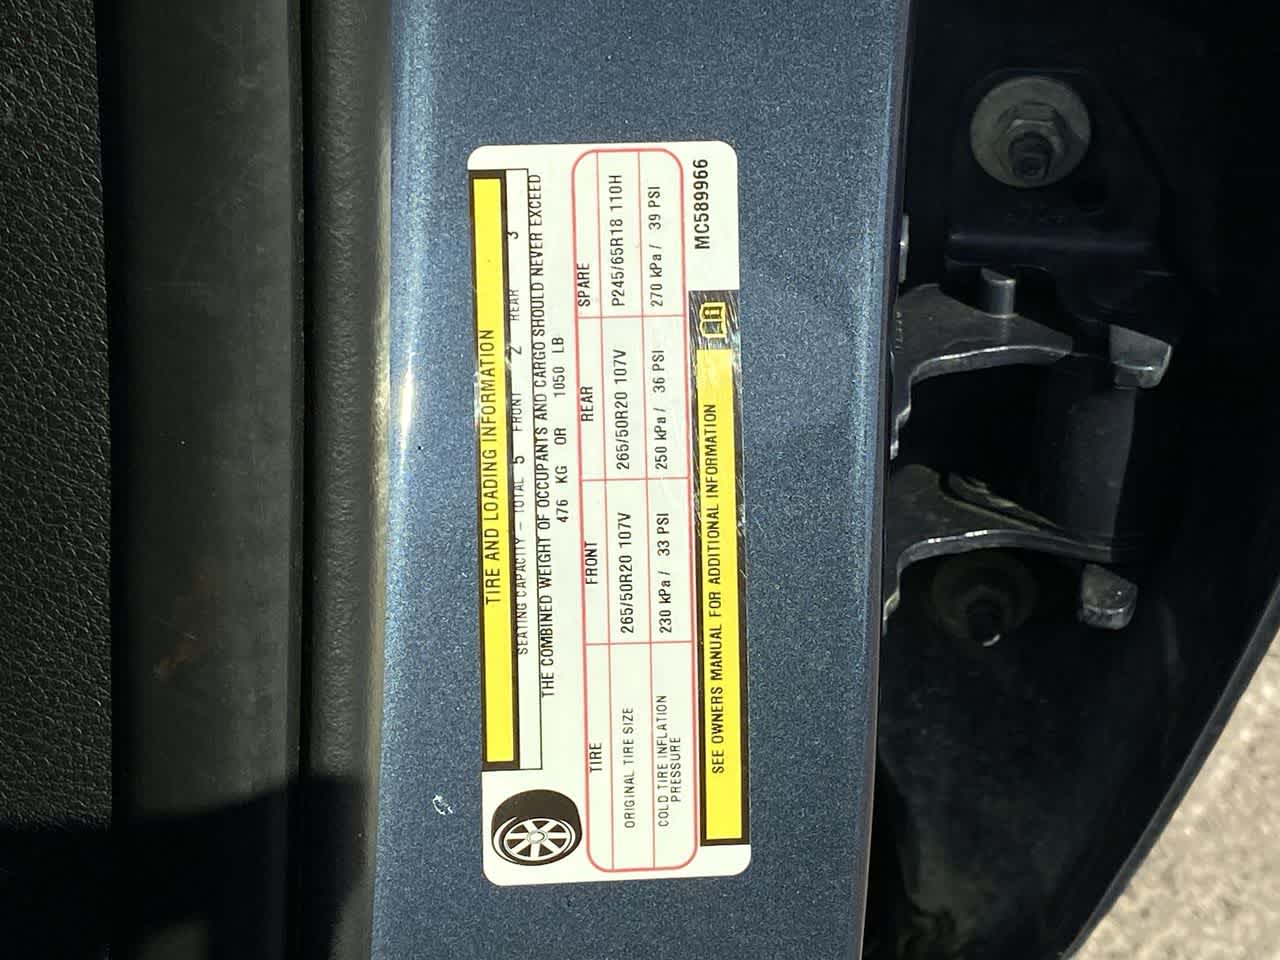 TIRE AND LOADING INFORMATION
SEATING CAPACITY – TOTAL 5 FRONT 2 REAR 3
THE COMBINED WEIGHT OF OCCUPANTS AND CARGO SHOULD NEVER EXCEED
476 KG OR 1050 LB
TIRE FRONT REAR SPARE
ORIGINAL TIRE SIZE 265/50R20 107V 265/50R20 107V P245/65R18 110H
COLD TIRE INFLATION PRESSURE 230 kPa / 33 PSI 250 kPa / 36 PSI 270 kPa / 39 PSI
SEE OWNERS MANUAL FOR ADDITIONAL INFORMATION
MC589966